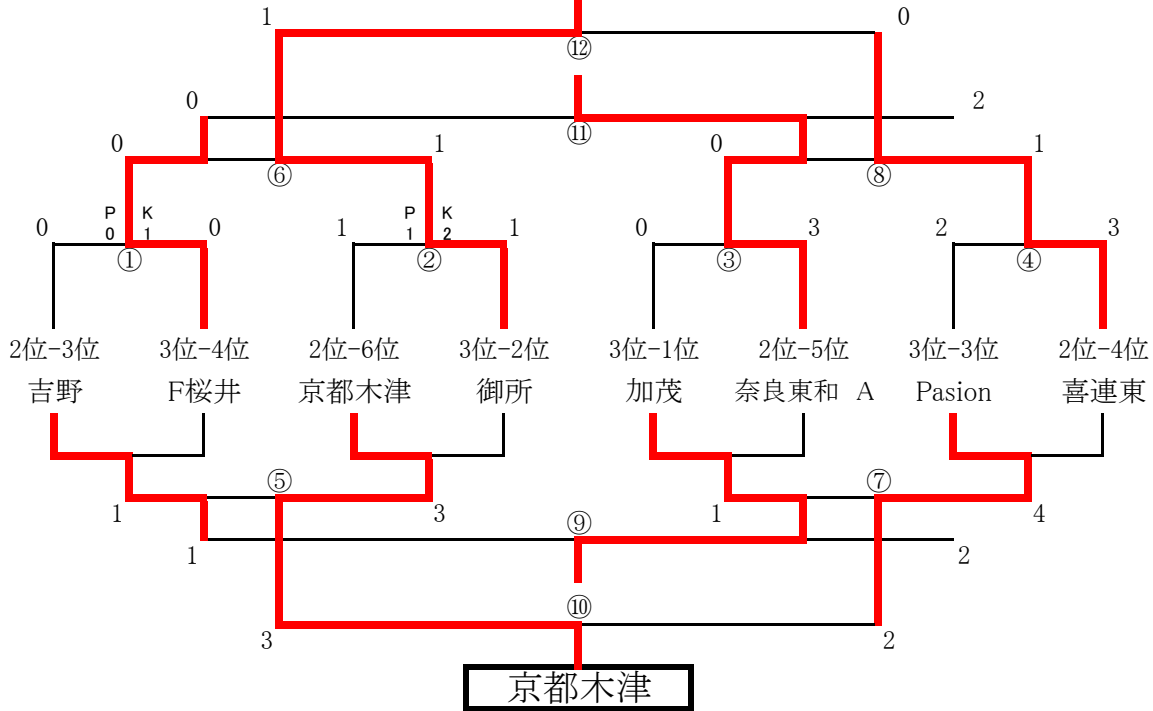 1 0
⑫
0 2
⑪
0 1 0 1
⑥ ⑧
P K P K
0 0 1 0 1 1 2 1 0 3 2 3
① ② ③ ④
2位-3位 3位-4位 2位-6位 3位-2位 3位-1位 2位-5位 3位-3位 2位-4位
吉野 F桜井 京都木津 御所 加茂 奈良東和 A Pasion 喜連東
⑤ ⑦
1 3 1 4
⑨
1 2
⑩
3 2
京都木津